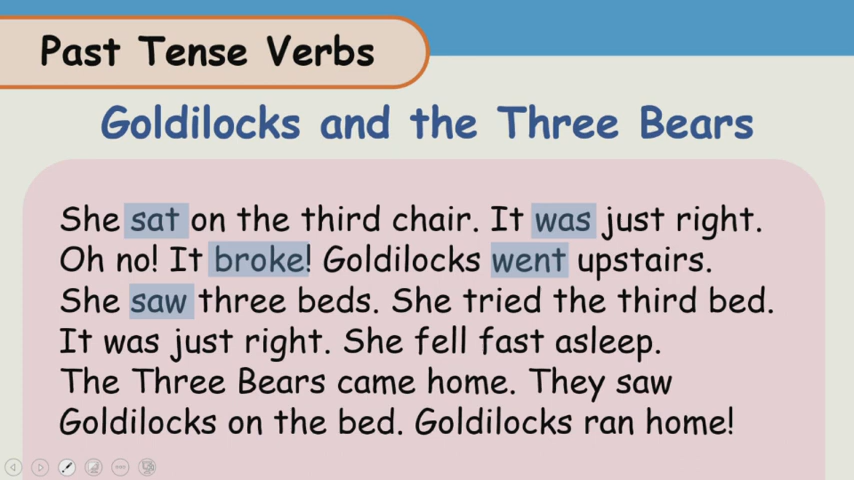 Past Tense Verbs
Goldilocks and the Three Bears
She sat on the third chair. It was just right.
Oh no! It broke! Goldilocks went upstairs.
She saw three beds. She tried the third bed.
It was just right. She fell fast asleep.
The Three Bears came home. They saw
Goldilocks on the bed. Goldilocks ran home!